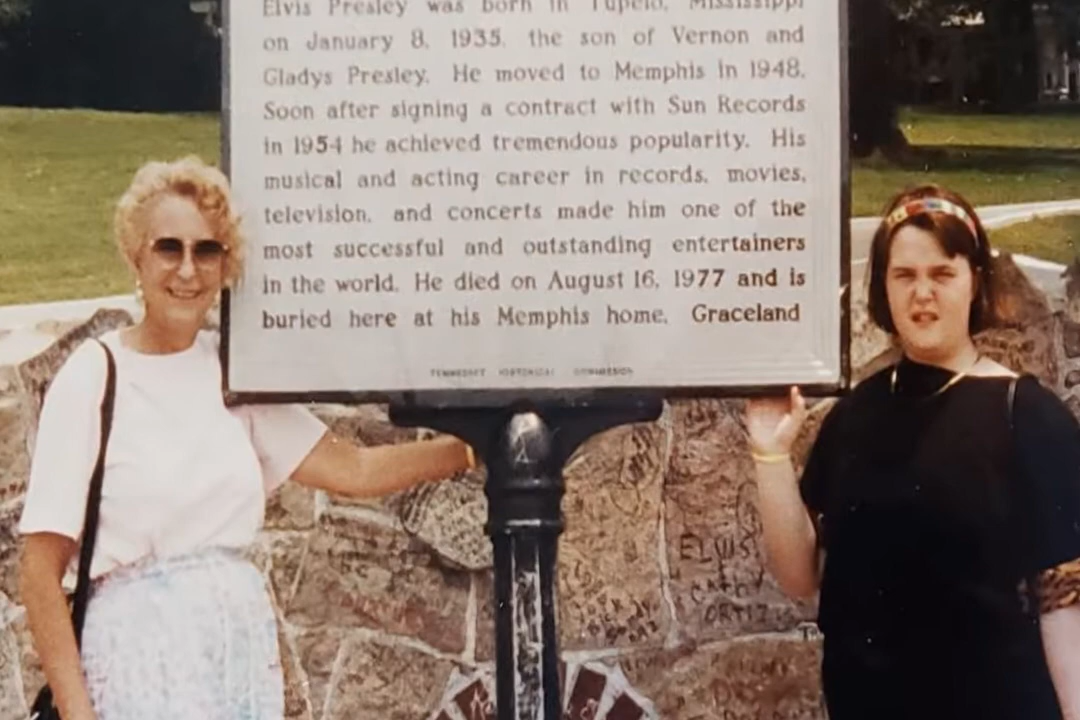 Elvis Presley was born in Tupelo, Mississippi
on January 8, 1935, the son of Vernon and
Gladys Presley. He moved to Memphis in 1948.
Soon after signing a contract with Sun Records
in 1954 he achieved tremendous popularity. His
musical and acting career in records, movies,
television, and concerts made him one of the
most successful and outstanding entertainers
in the world. He died on August 16, 1977 and is
buried here at his Memphis home, Graceland
TENNESSEE HISTORICAL COMMISSION
ELVIS
CATHY
ORTIZ